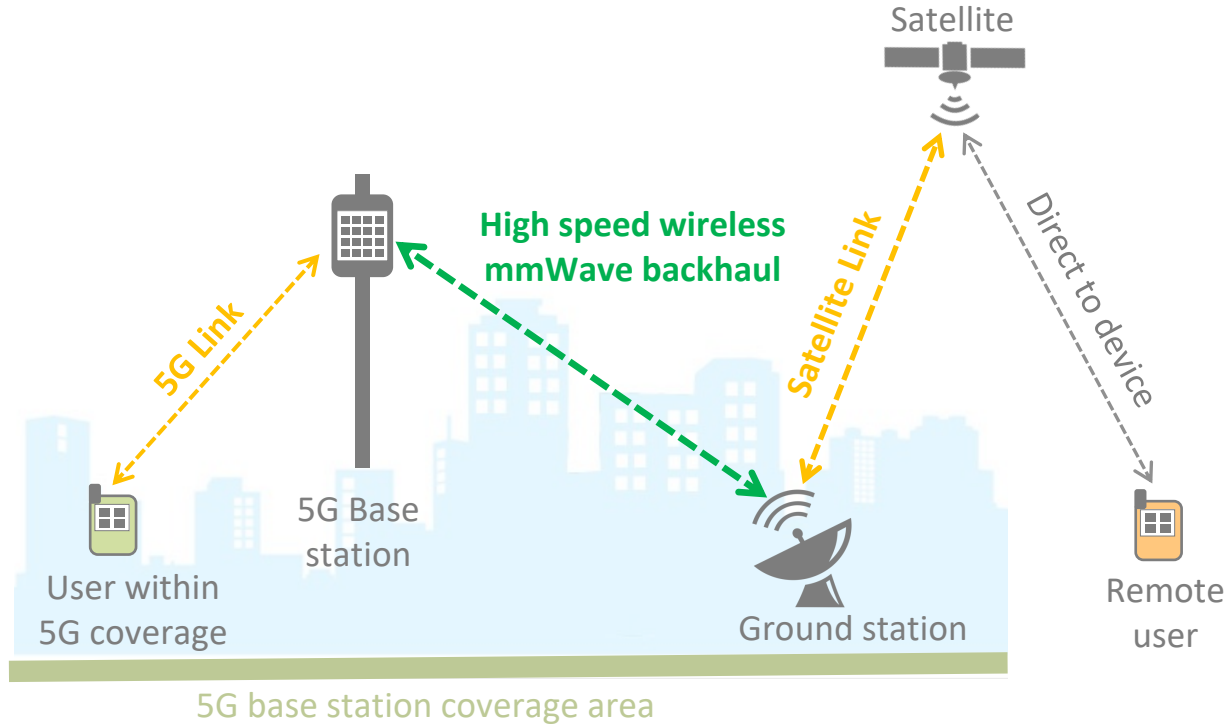 Satellite
High speed wireless
mmWave backhaul
5G Link
Satellite Link
Direct to device
5G Base
station
User within
5G coverage
Ground station
Remote
user
5G base station coverage area